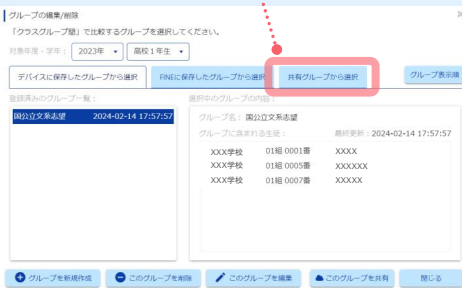 グループの編集/削除
「クラスグループ間」で比較するグループを選択してください。
対象年度・学年： 2023年 高校1年生
デバイスに保存したグループから選択 FINEに保存したグループから選択 共有グループから選択 グループ表示順
登録済みのグループ一覧： 選択中のグループの内容：
国公立文系志望 2024-02-14 17:57:57
グループ名： 国公立文系志望
グループに含まれる生徒： 最終更新：2024-02-14 17:57:57
XXX学校 01組 0001番 XXXX
XXX学校 01組 0005番 XXXXXX
XXX学校 01組 0007番 XXXXX
グループを新規作成 このグループを削除 このグループを編集 このグループを共有 閉じる